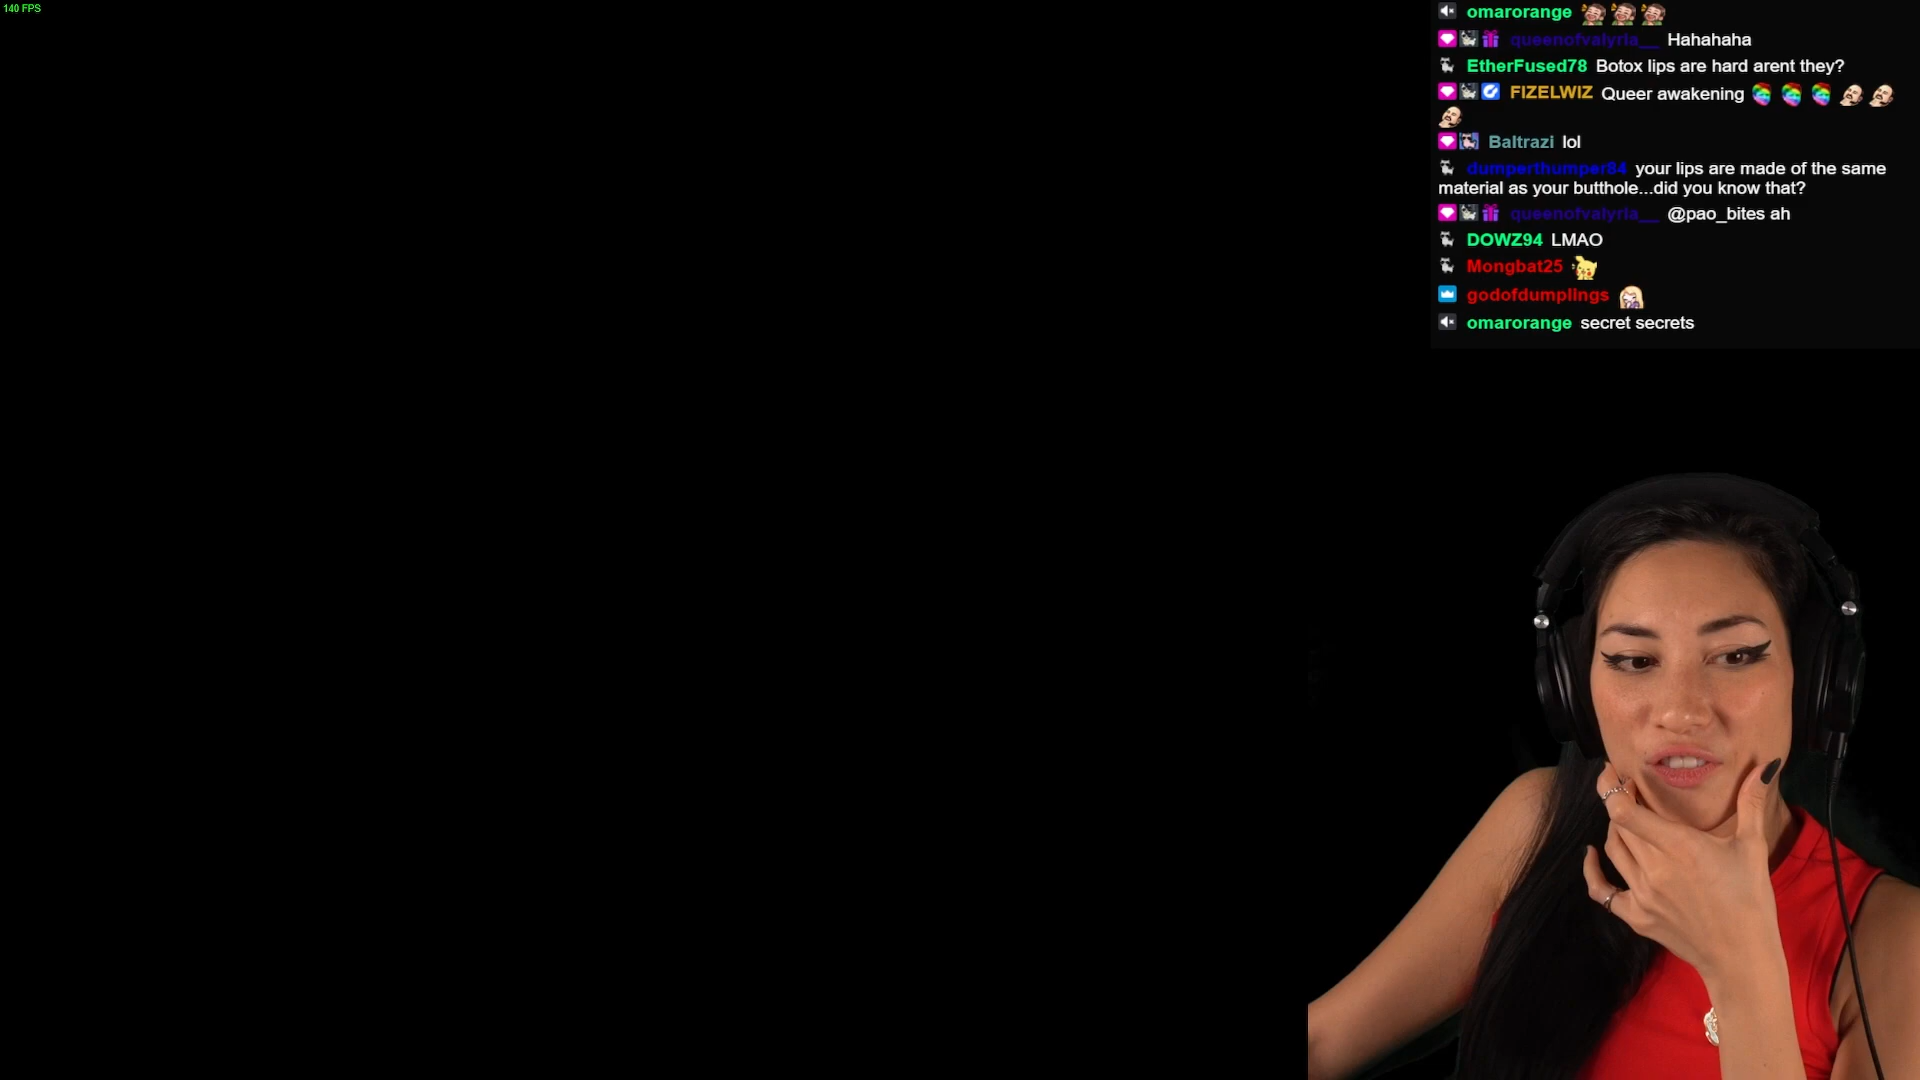 140 FPS
omarorange
queenofvalyria__ Hahahaha
EtherFused78 Botox lips are hard arent they?
FIZELWIZ Queer awakening
Baltrazi lol
dumperthumper84 your lips are made of the same
material as your butthole...did you know that?
queenofvalyria__ @pao_bites ah
DOWZ94 LMAO
Mongbat25
godofdumplings
omarorange secret secrets